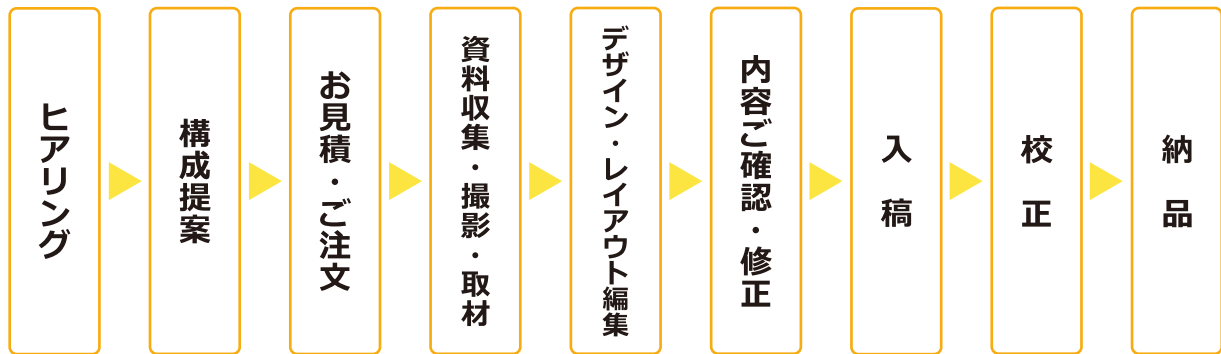 ヒアリング
構成提案
お見積・ご注文
資料収集・撮影・取材
デザイン・レイアウト編集
内容ご確認・修正
入稿
校正
納品